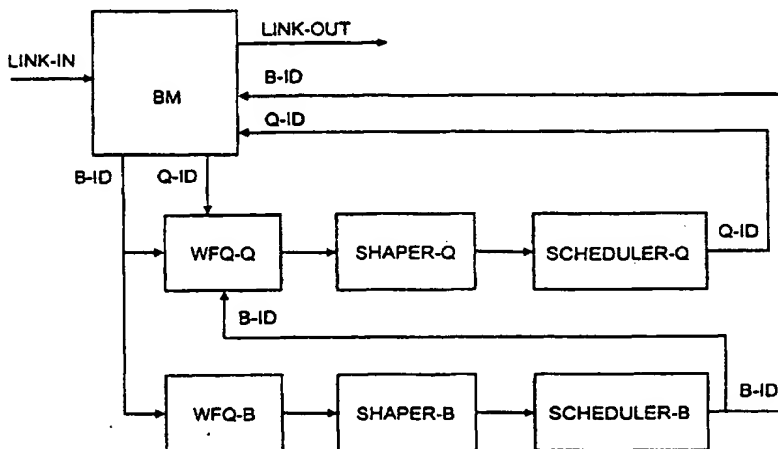 LINK-OUT
LINK-IN
B-ID
BM
Q-ID
B-ID
Q-ID
Q-ID
WFQ-Q
SHAPER-Q
SCHEDULER-Q
B-ID
B-ID
WFQ-B
SHAPER-B
SCHEDULER-B